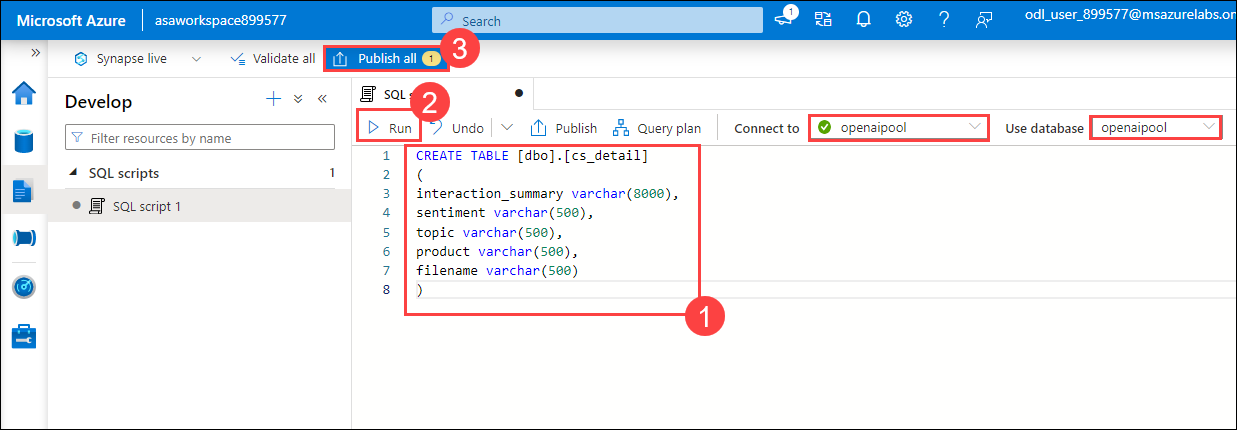 Microsoft Azure asaworkspace899577 Search 1 odl_user_899577@msazurelabs.on
Synapse live Validate all Publish all 1 3
Develop
SQL s 2
Run Undo Publish Query plan Connect to openaipool Use database openaipool
Filter resources by name
SQL scripts 1
SQL script 1
1 CREATE TABLE [dbo].[cs_detail]
2 (
3 interaction_summary varchar(8000),
4 sentiment varchar(500),
5 topic varchar(500),
6 product varchar(500),
7 filename varchar(500)
8 )
1